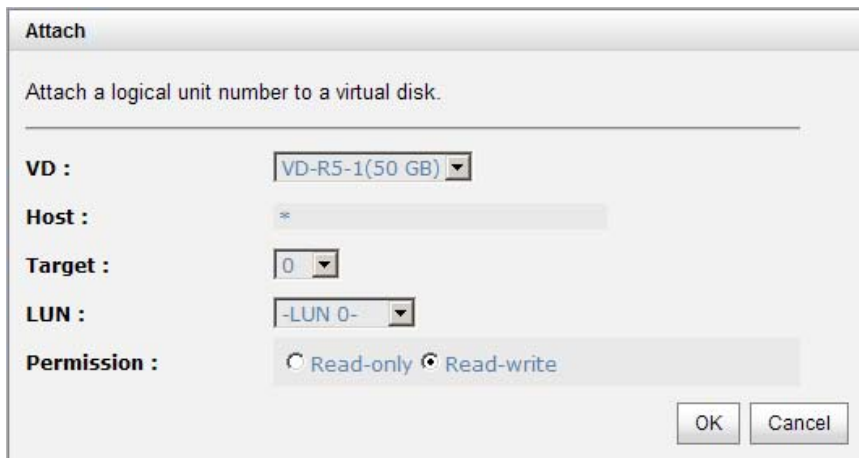 Attach
Attach a logical unit number to a virtual disk.
VD : VD-R5-1(50 GB)
Host : *
Target : 0
LUN : -LUN 0-
Permission : Read-only Read-write
OK Cancel